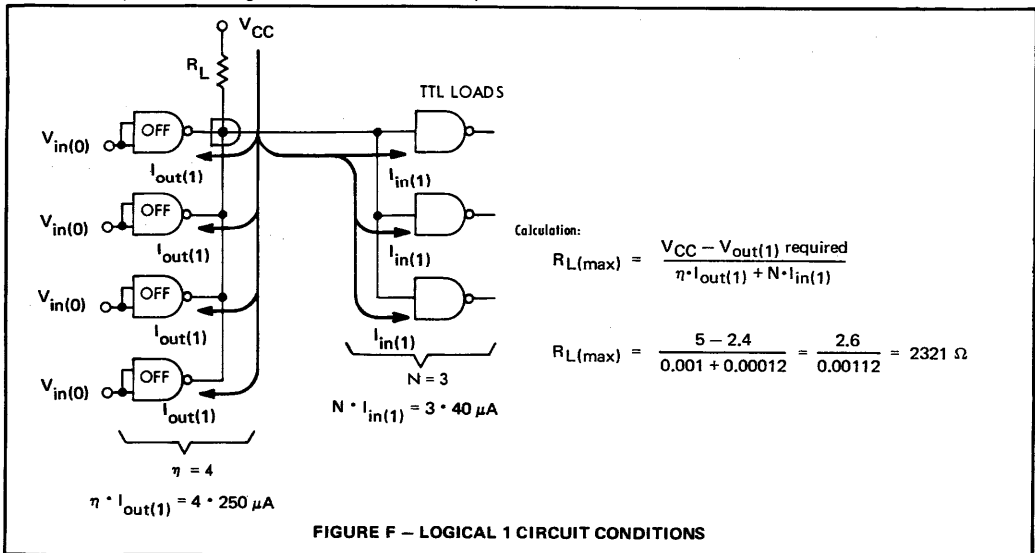 V_CC
R_L
TTL LOADS
V_in(0)
OFF
I_out(1)
I_in(1)
V_in(0)
OFF
I_out(1)
I_in(1)
V_in(0)
OFF
I_out(1)
I_in(1)
V_in(0)
OFF
I_out(1)
Calculation:
R_L(max) = (V_CC – V_out(1) required) / (η•I_out(1) + N•I_in(1))
R_L(max) = (5 – 2.4) / (0.001 + 0.00012) = 2.6 / 0.00112 = 2321 Ω
N = 3
N • I_in(1) = 3 • 40 μA
η = 4
η • I_out(1) = 4 • 250 μA
FIGURE F – LOGICAL 1 CIRCUIT CONDITIONS